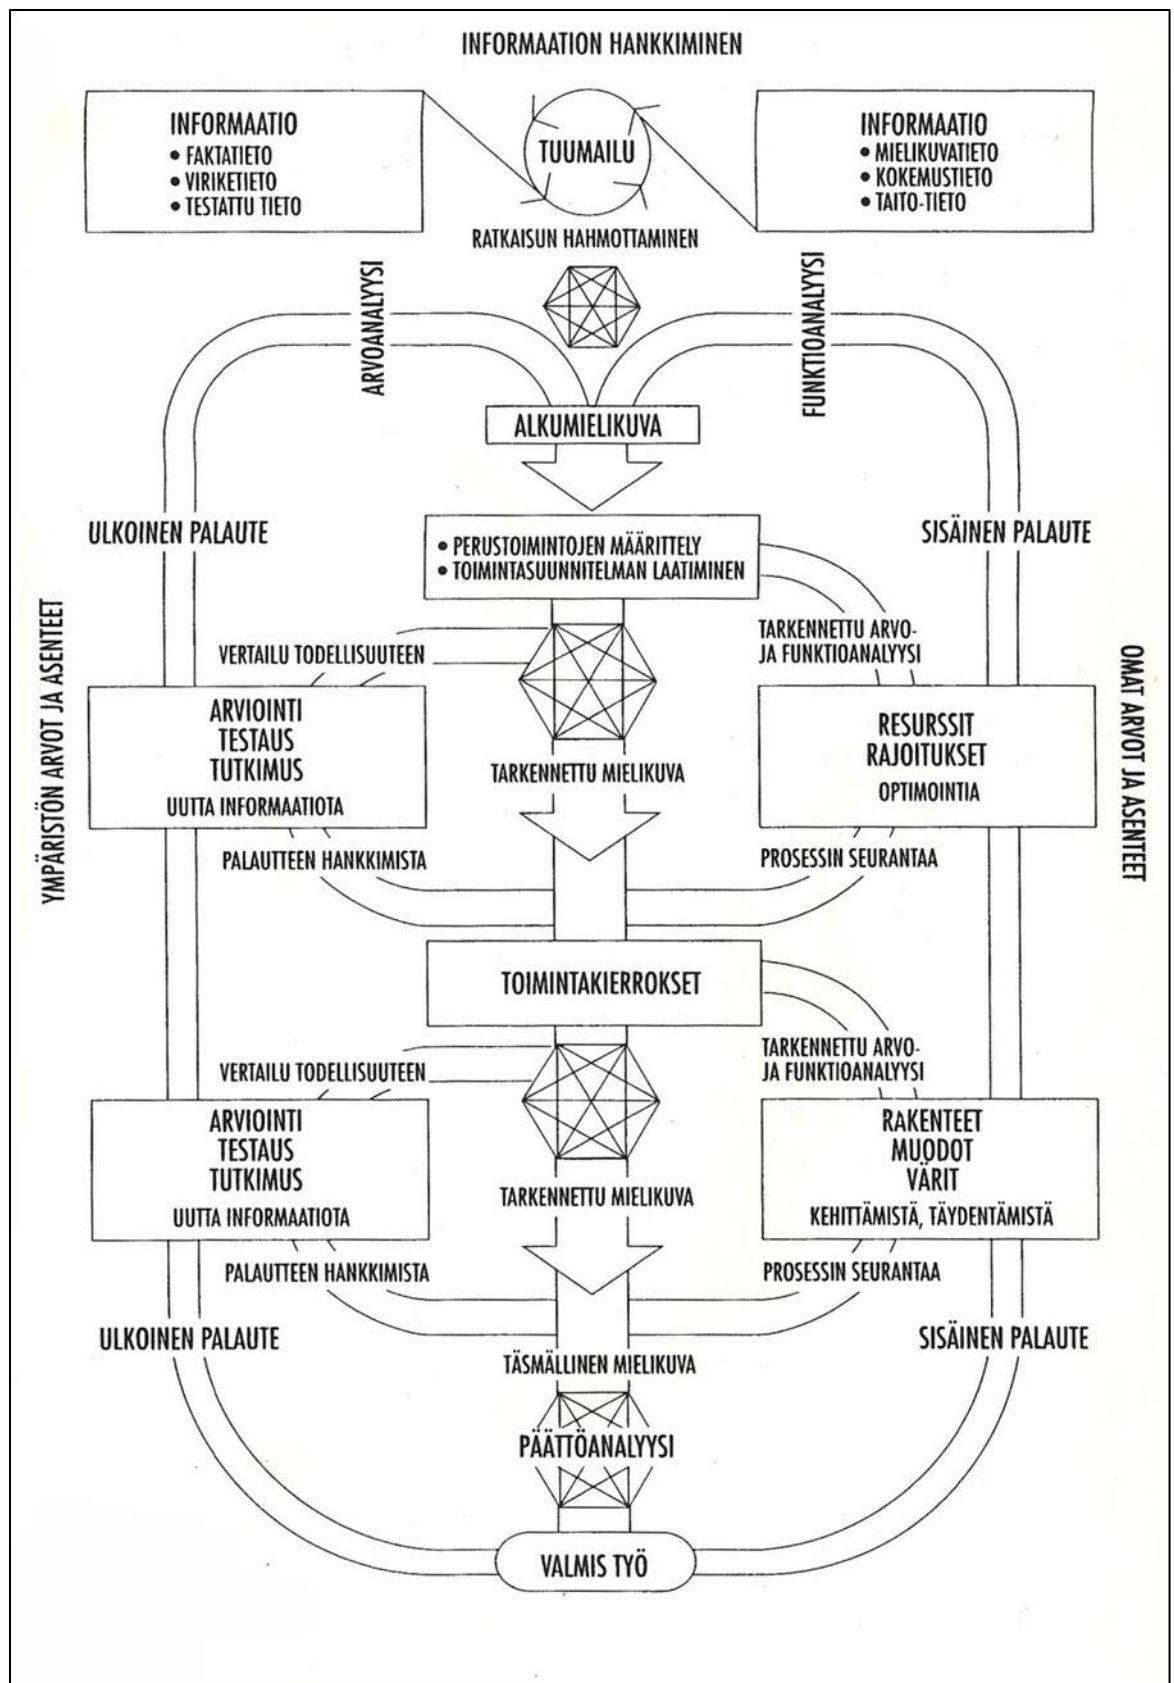 INFORMAATION HANKKIMINEN
INFORMAATIO
• FAKTATIETO
• VIRIKETIETO
• TESTATTU TIETO
TUUMAILU
INFORMAATIO
• MIELIKUVATIETO
• KOKEMUSTIETO
• TAITO-TIETO
RATKAISUN HAHMOTTAMINEN
ARVOANALYYSI
FUNKTIOANALYYSI
ALKUMIELIKUVA
ULKOINEN PALAUTE
SISÄINEN PALAUTE
• PERUSTOIMINTOJEN MÄÄRITTELY
• TOIMINTASUUNNITELMAN LAATIMINEN
YMPÄRISTÖN ARVOT JA ASENTEET
OMAT ARVOT JA ASENTEET
VERTAILU TODELLISUUTEEN
TARKENNETTU ARVO-
JA FUNKTIOANALYYSI
ARVIOINTI
TESTAUS
TUTKIMUS
UUTTA INFORMAATIOTA
TARKENNETTU MIELIKUVA
RESURSSIT
RAJOITUKSET
OPTIMOINTIA
PALAUTTEEN HANKKIMISTA
PROSESSIN SEURANTAA
TOIMINTAKIERROKSET
VERTAILU TODELLISUUTEEN
TARKENNETTU ARVO-
JA FUNKTIOANALYYSI
ARVIOINTI
TESTAUS
TUTKIMUS
UUTTA INFORMAATIOTA
TARKENNETTU MIELIKUVA
RAKENTEET
MUODOT
VÄRIT
KEHITTÄMISTÄ, TÄYDENTÄMISTÄ
PALAUTTEEN HANKKIMISTA
PROSESSIN SEURANTAA
ULKOINEN PALAUTE
SISÄINEN PALAUTE
TÄSMÄLLINEN MIELIKUVA
PÄÄTTÖANALYYSI
VALMIS TYÖ